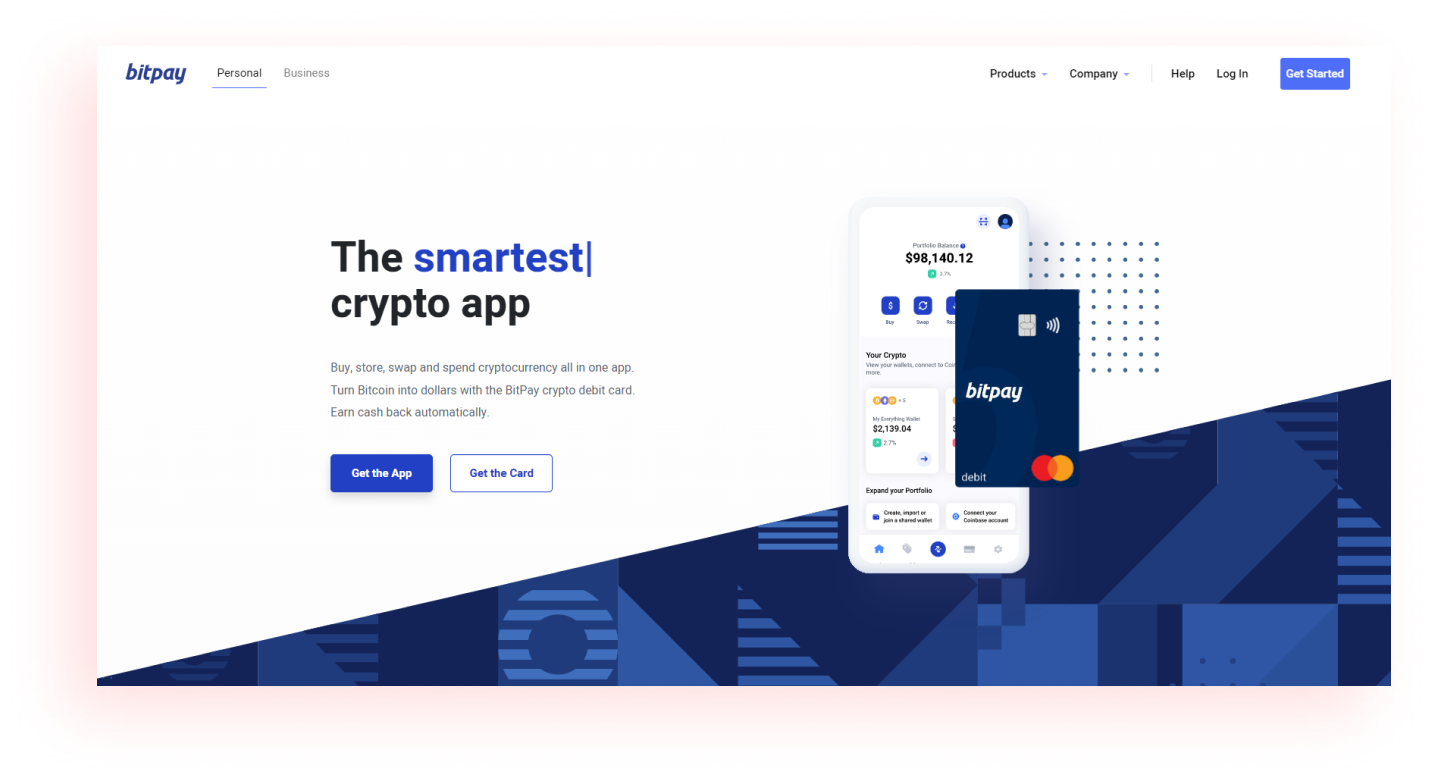 bitpay
Personal
Business
Products
Company
Help
Log In
Get Started
The smartest|
crypto app
Buy, store, swap and spend cryptocurrency all in one app.
Turn Bitcoin into dollars with the BitPay crypto debit card.
Earn cash back automatically.
Get the App
Get the Card
Portfolio Balance
$98,140.12
3.7%
Buy
Swap
Your Crypto
View your wallets, connect to
more.
+ 5
My Everything Wallet
$2,139.04
2.7%
Expand your Portfolio
Create, import or
join a shared wallet
Connect your
Coinbase account
bitpay
debit